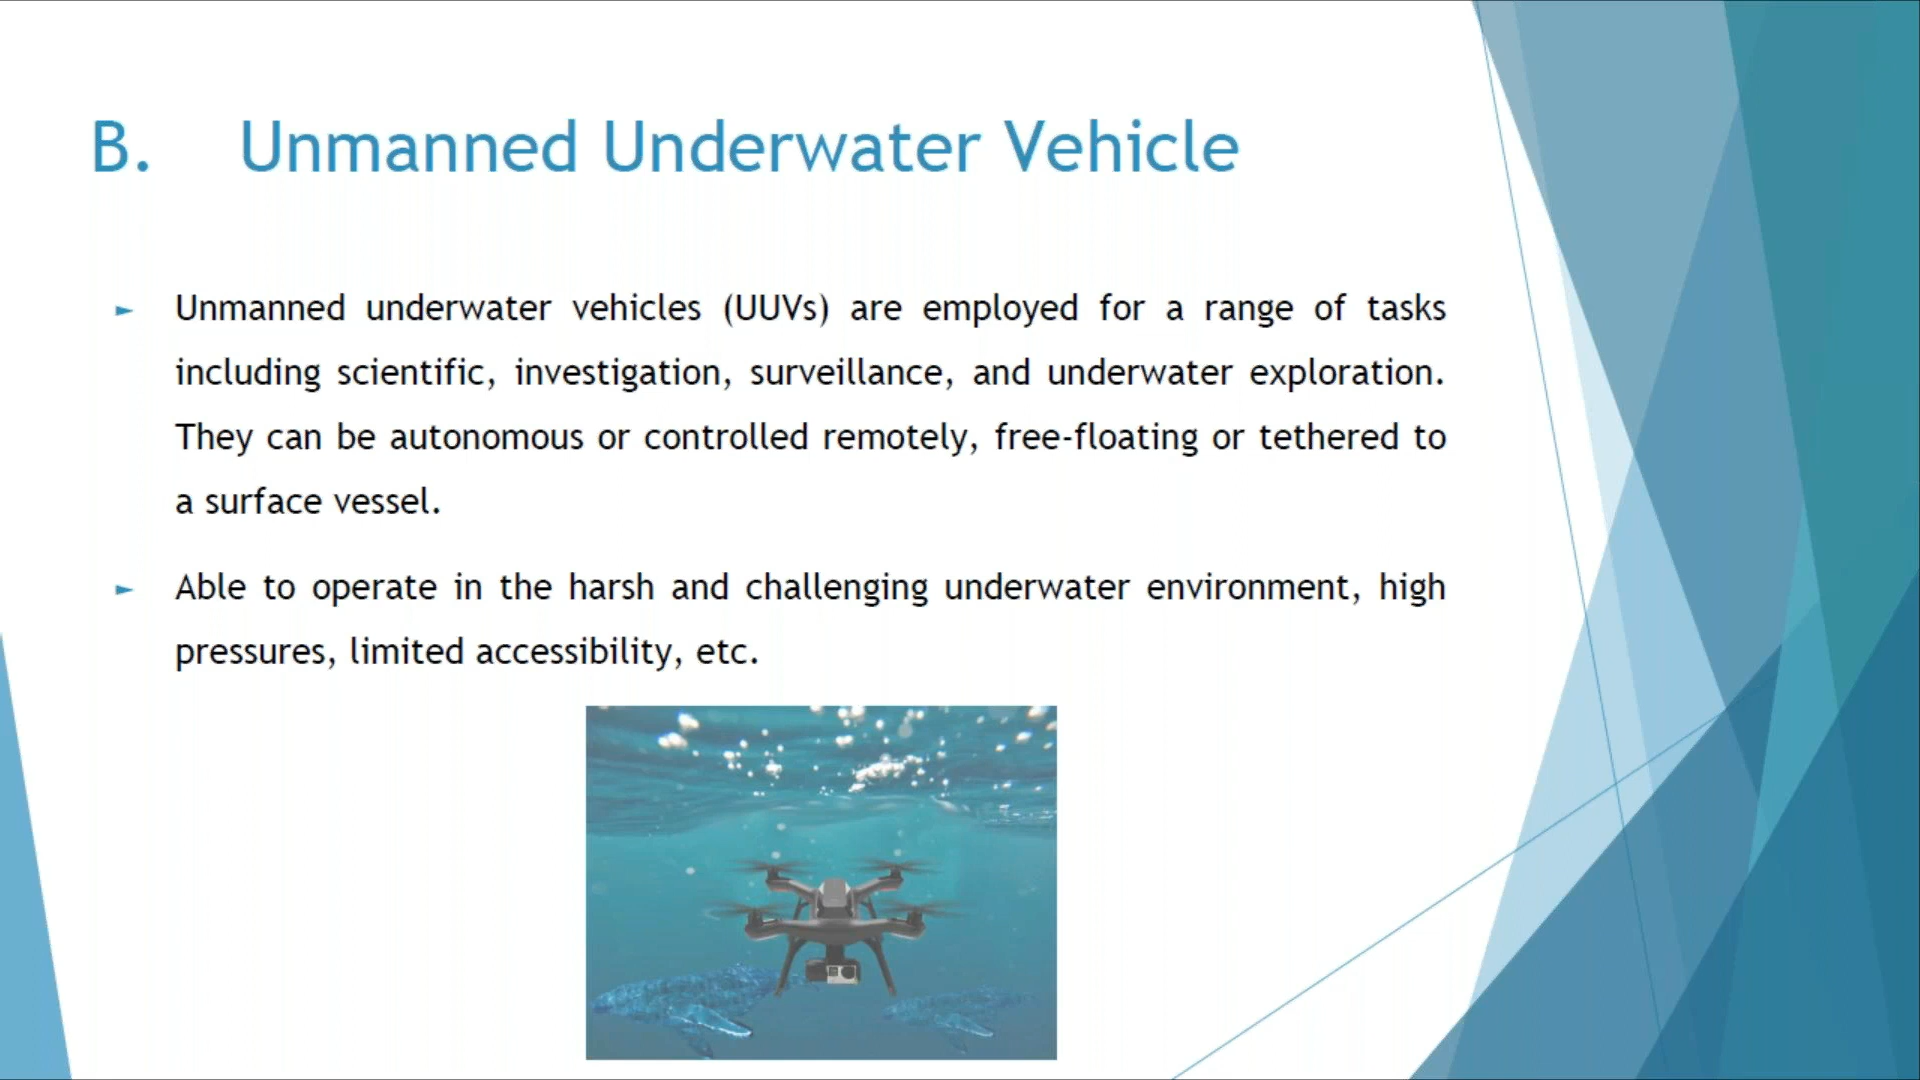 B. Unmanned Underwater Vehicle
► Unmanned underwater vehicles (UUVs) are employed for a range of tasks
including scientific, investigation, surveillance, and underwater exploration.
They can be autonomous or controlled remotely, free-floating or tethered to
a surface vessel.
► Able to operate in the harsh and challenging underwater environment, high
pressures, limited accessibility, etc.